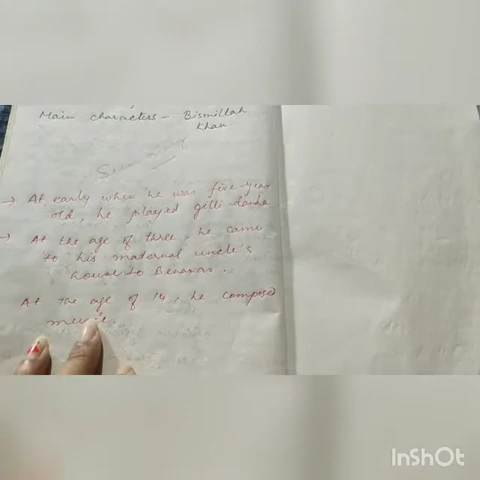 Main characters - Bismillah
Khan
Summary
→ At early when he was five-year
old, he played gilli-danda
→ At the age of three, he came
to his maternal uncle's
house to Benaras.
At the age of 14, he composed
music.
InShOt